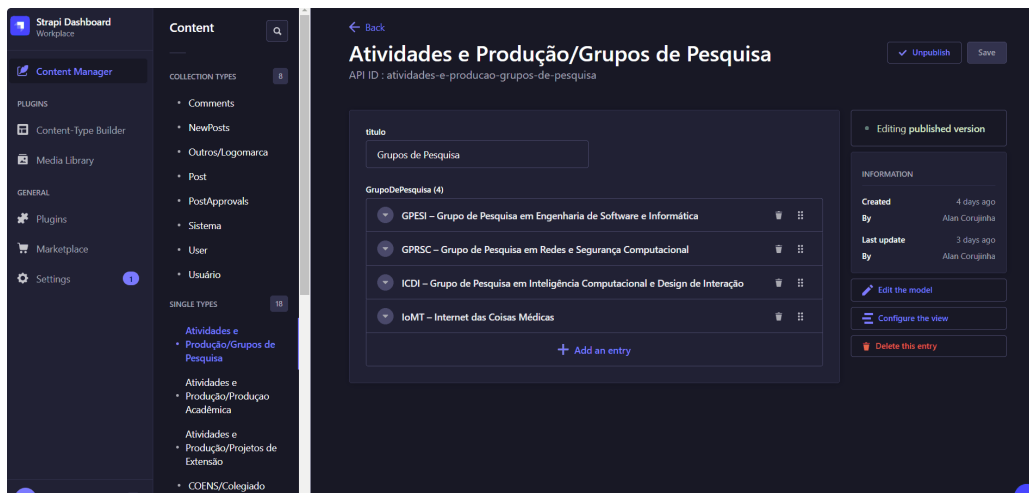 Strapi Dashboard
Workplace
Content Manager
PLUGINS
Content-Type Builder
Media Library
GENERAL
Plugins
Marketplace
Settings
1
Content
COLLECTION TYPES
8
Comments
NewPosts
Outros/Logomarca
Post
PostApprovals
Sistema
User
Usuário
SINGLE TYPES
18
Atividades e
Produção/Grupos de
Pesquisa
Atividades e
Produção/Produçao
Acadêmica
Atividades e
Produção/Projetos de
Extensão
COENS/Colegiado
Back
Atividades e Produção/Grupos de Pesquisa
API ID : atividades-e-producao-grupos-de-pesquisa
Unpublish
Save
titulo
Grupos de Pesquisa
GrupoDePesquisa (4)
GPESI – Grupo de Pesquisa em Engenharia de Software e Informática
GPRSC – Grupo de Pesquisa em Redes e Segurança Computacional
ICDI – Grupo de Pesquisa em Inteligência Computacional e Design de Interação
IoMT – Internet das Coisas Médicas
Add an entry
Editing published version
INFORMATION
Created 4 days ago
By Alan Corujinha
Last update 3 days ago
By Alan Corujinha
Edit the model
Configure the view
Delete this entry